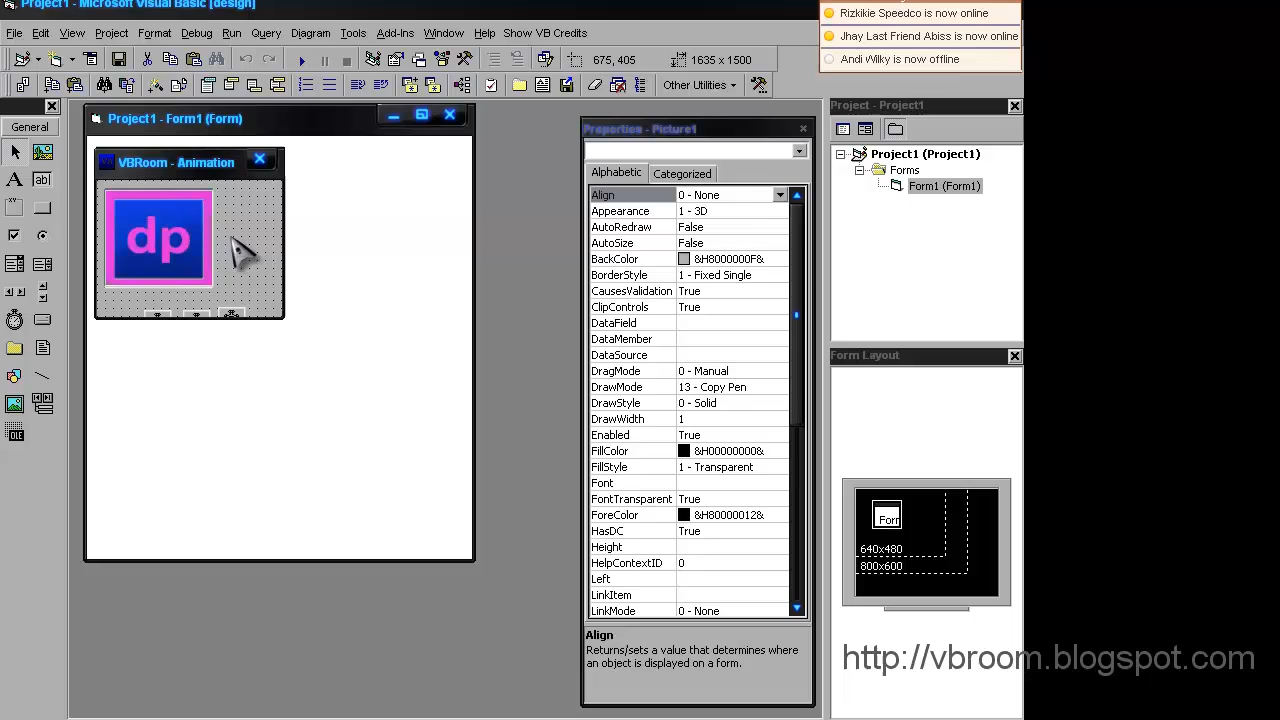 Project1 - Microsoft Visual Basic [design]
Rizkikie Speedco is now online
Jhay Last Friend Abiss is now online
Andi Wilky is now offline
File Edit View Project Format Debug Run Query Diagram Tools Add-Ins Window Help Show VB Credits
675, 405
1635 x 1500
Other Utilities
General
Project1 - Form1 (Form)
VBRoom - Animation
dp
A
ab
OLE
Properties - Picture1
Alphabetic
Categorized
Align 0 - None
Appearance 1 - 3D
AutoRedraw False
AutoSize False
BackColor &H8000000F&
BorderStyle 1 - Fixed Single
CausesValidation True
ClipControls True
DataField
DataMember
DataSource
DragMode 0 - Manual
DrawMode 13 - Copy Pen
DrawStyle 0 - Solid
DrawWidth 1
Enabled True
FillColor &H00000000&
FillStyle 1 - Transparent
Font
FontTransparent True
ForeColor &H80000012&
HasDC True
Height
HelpContextID 0
Left
LinkItem
LinkMode 0 - None
Align
Returns/sets a value that determines where
an object is displayed on a form.
Project - Project1
Project1 (Project1)
Forms
Form1 (Form1)
Form Layout
Forr
640x480
800x600
http://vbroom.blogspot.com